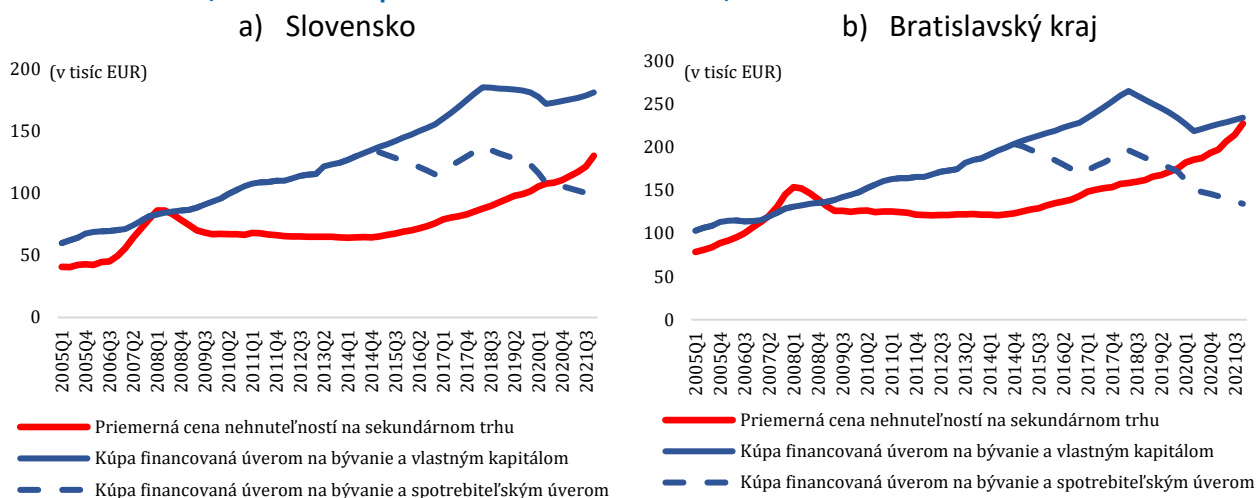 a) Slovensko
(v tisíc EUR)
200
150
100
50
0
2005Q1
2005Q4
2006Q3
2007Q2
2008Q1
2008Q4
2009Q3
2010Q2
2011Q1
2011Q4
2012Q3
2013Q2
2014Q1
2014Q4
2015Q3
2016Q2
2017Q1
2017Q4
2018Q3
2019Q2
2020Q1
2020Q4
2021Q3
Priemerná cena nehnuteľností na sekundárnom trhu
Kúpa financovaná úverom na bývanie a vlastným kapitálom
Kúpa financovaná úverom na bývanie a spotrebiteľským úverom
b) Bratislavský kraj
(v tisíc EUR)
300
250
200
150
100
50
0
2005Q1
2005Q4
2006Q3
2007Q2
2008Q1
2008Q4
2009Q3
2010Q2
2011Q1
2011Q4
2012Q3
2013Q2
2014Q1
2014Q4
2015Q3
2016Q2
2017Q1
2017Q4
2018Q3
2019Q2
2020Q1
2020Q4
2021Q3
Priemerná cena nehnuteľností na sekundárnom trhu
Kúpa financovaná úverom na bývanie a vlastným kapitálom
Kúpa financovaná úverom na bývanie a spotrebiteľským úverom